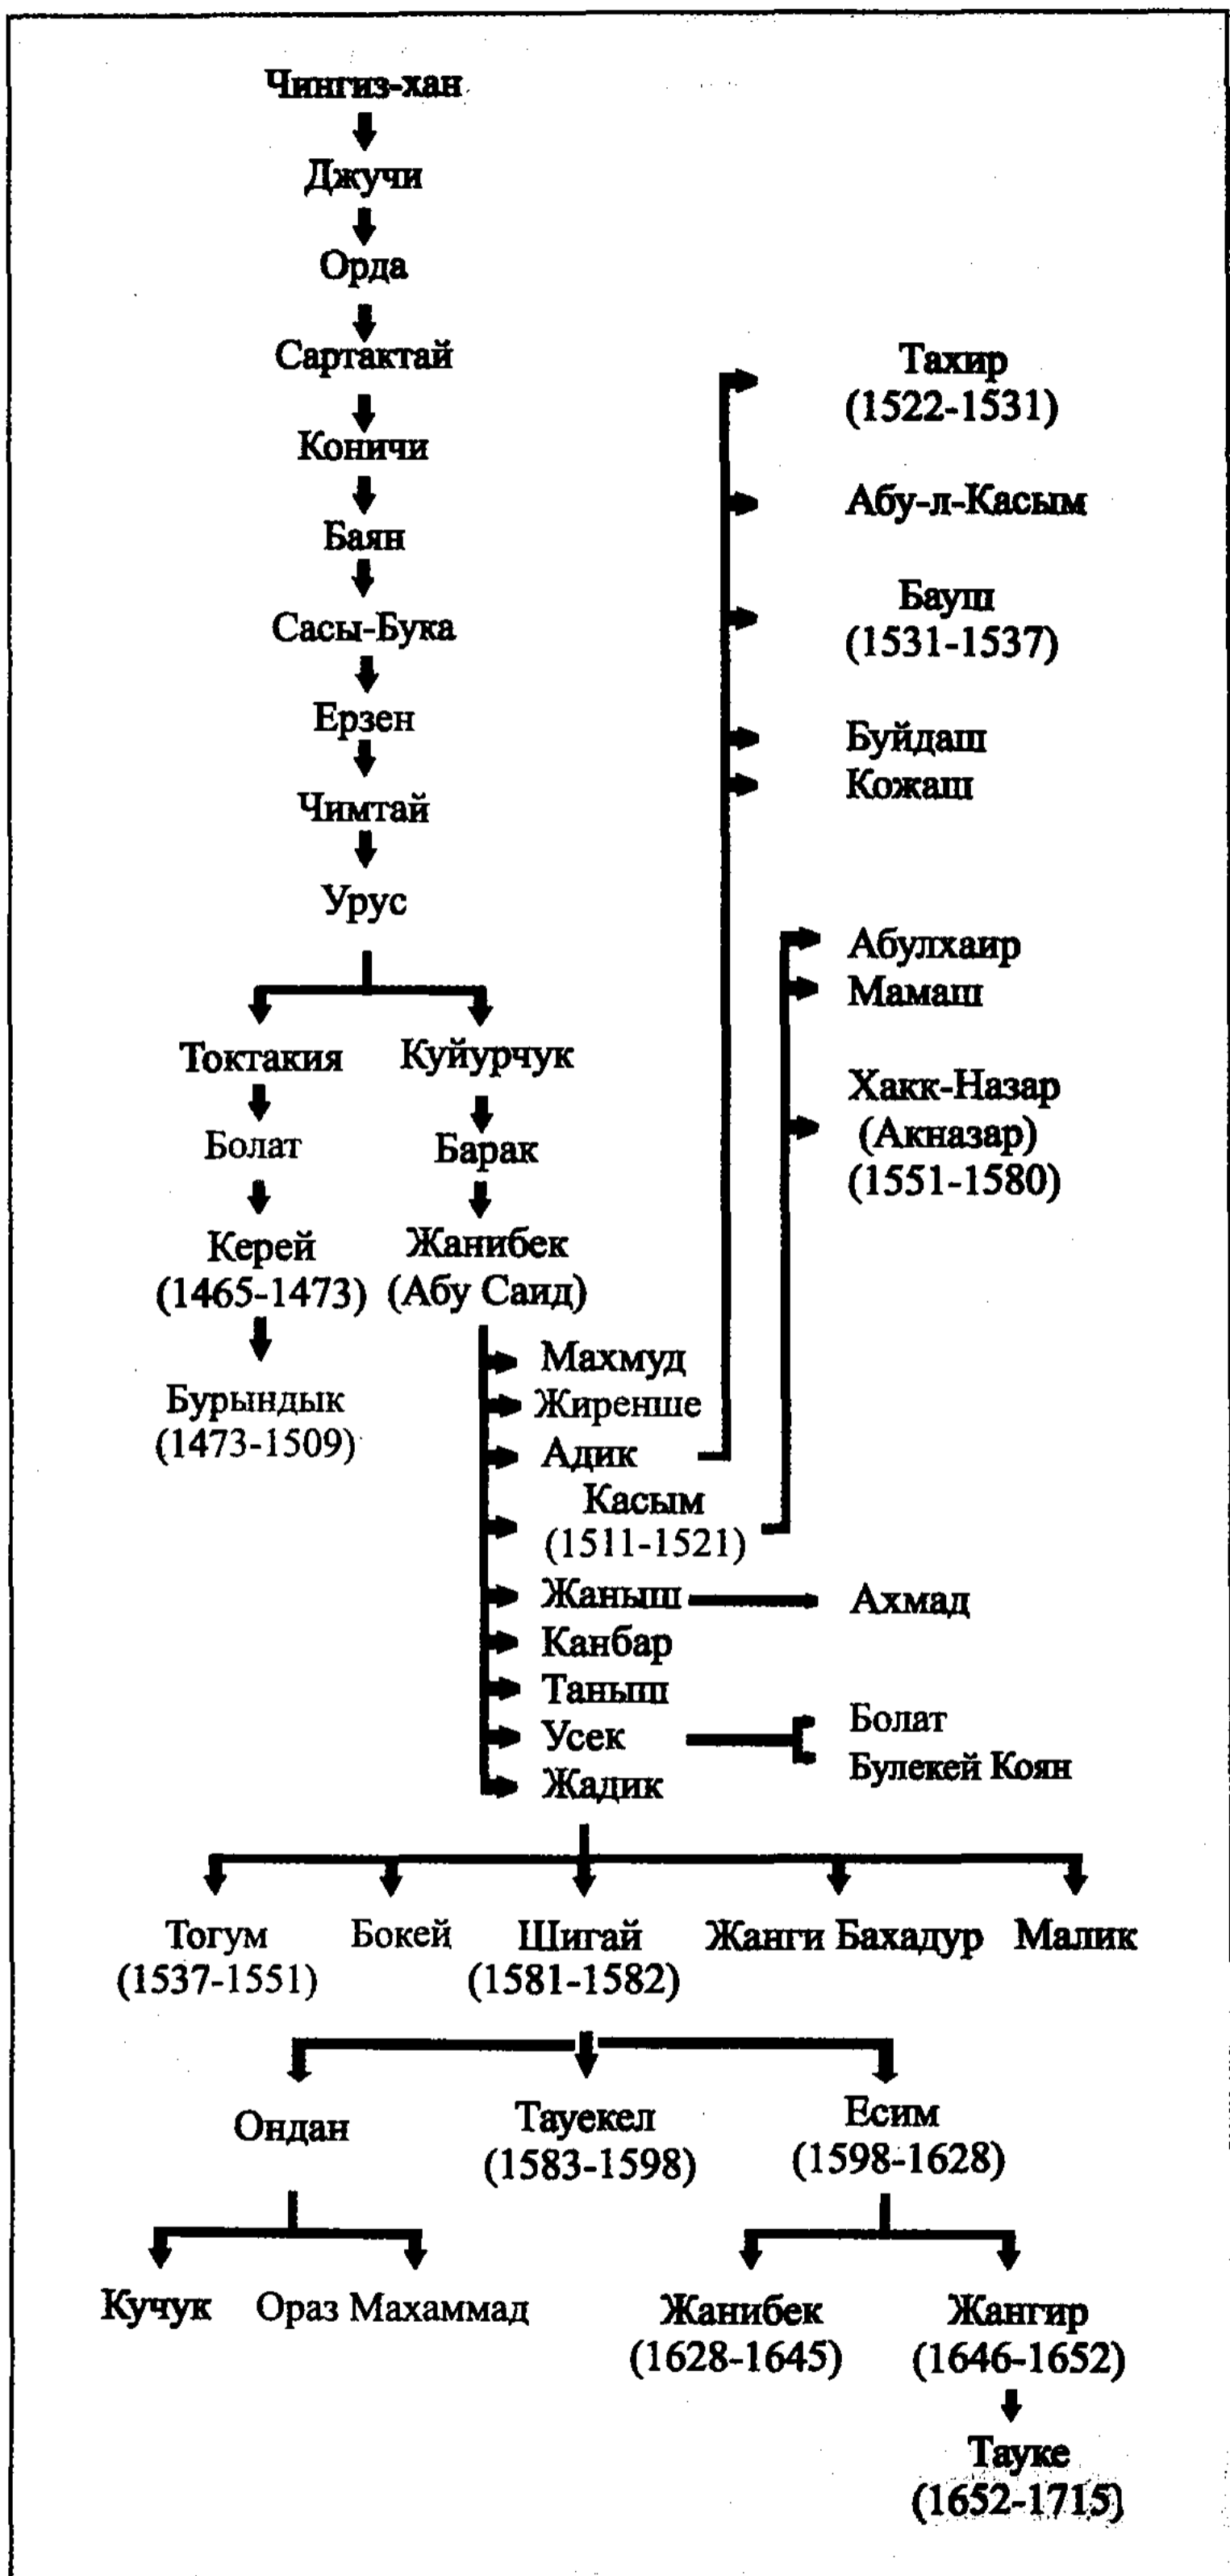 Чингиз-хан
Джучи
Орда
Сартактай
Коничи
Баян
Сасы-Бука
Ерзен
Чимтай
Урус
Токтакия
Куйурчук
Болат
Барак
Керей
(1465-1473)
Жанибек
(Абу Саид)
Бурындык
(1473-1509)
Махмуд
Жиренше
Адик
Касым
(1511-1521)
Жаныш
Канбар
Таныш
Усек
Жадик
Тахир
(1522-1531)
Абу-л-Касым
Бауш
(1531-1537)
Буйдаш
Кожаш
Абулхаир
Мамаш
Хакк-Назар
(Акназар)
(1551-1580)
Ахмад
Болат
Булекей Коян
Тогум
(1537-1551)
Бокей
Шигай
(1581-1582)
Жанги Бахадур
Малик
Ондан
Тауекел
(1583-1598)
Есим
(1598-1628)
Кучук
Ораз Махаммад
Жанибек
(1628-1645)
Жангир
(1646-1652)
Тауке
(1652-1715)